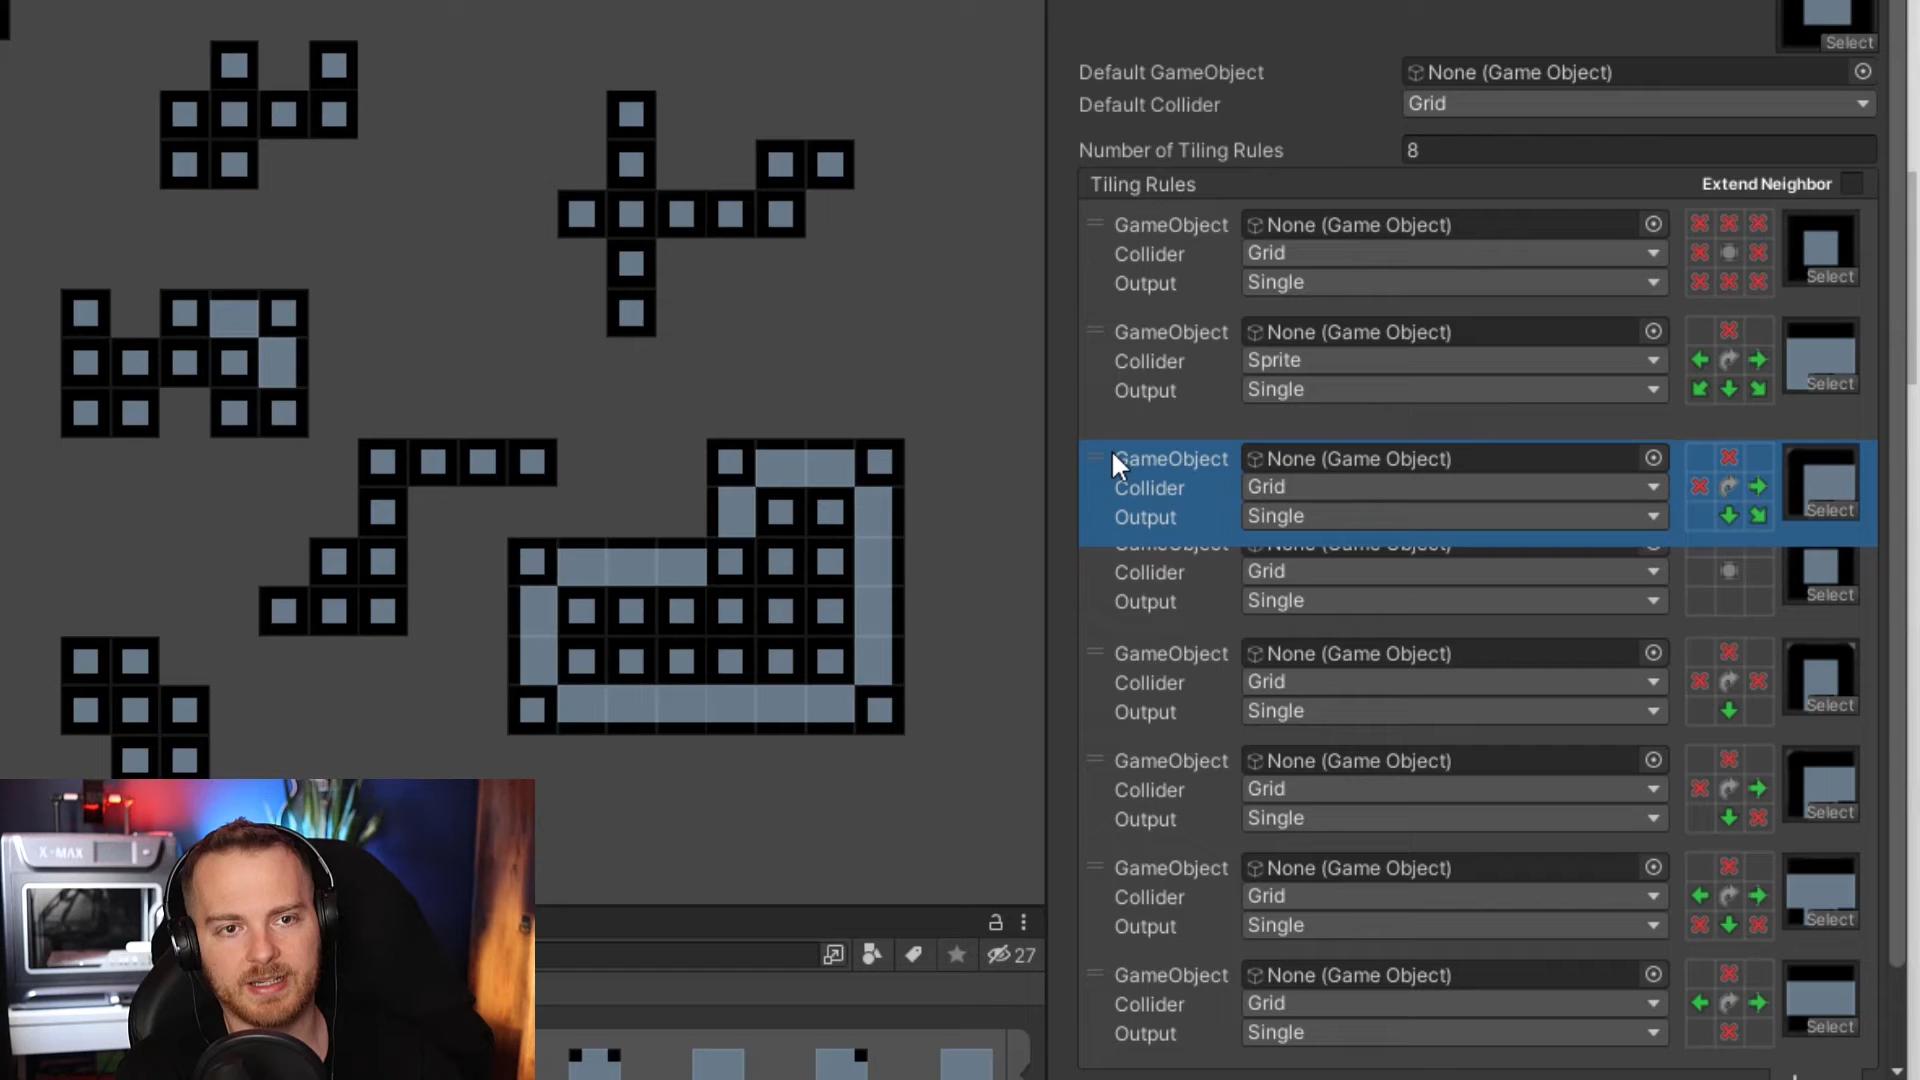 Select
Default GameObject None (Game Object)
Default Collider Grid
Number of Tiling Rules 8
Tiling Rules Extend Neighbor
GameObject None (Game Object)
Collider Grid
Output Single
Select
GameObject None (Game Object)
Collider Sprite
Output Single
Select
GameObject None (Game Object)
Collider Grid
Output Single
Select
Collider Grid
Output Single
Select
GameObject None (Game Object)
Collider Grid
Output Single
Select
GameObject None (Game Object)
Collider Grid
Output Single
Select
GameObject None (Game Object)
Collider Grid
Output Single
Select
GameObject None (Game Object)
Collider Grid
Output Single
Select
X-MAX
27